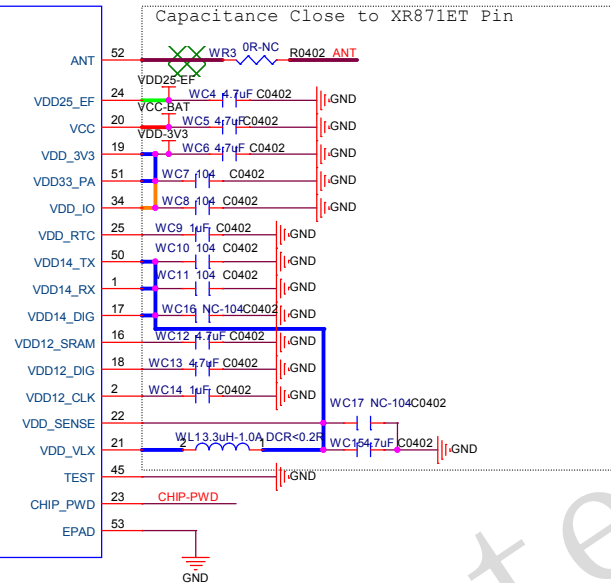 Capacitance Close to XR871ET Pin
ANT 52 WR3 0R-NC R0402 ANT
VDD25-EF
VDD25_EF 24 WC4 4.7uF C0402 GND
VCC-BAT
VCC 20 WC5 4.7uF C0402 GND
VDD-3V3
VDD_3V3 19 WC6 4.7uF C0402 GND
VDD33_PA 51 WC7 104 C0402 GND
VDD_IO 34 WC8 104 C0402 GND
VDD_RTC 25 WC9 1uF C0402 GND
VDD14_TX 50 WC10 104 C0402 GND
VDD14_RX 1 WC11 104 C0402 GND
VDD14_DIG 17 WC16 NC-104 C0402 GND
VDD12_SRAM 16 WC12 4.7uF C0402 GND
VDD12_DIG 18 WC13 4.7uF C0402 GND
VDD12_CLK 2 WC14 1uF C0402 GND
VDD_SENSE 22 WC17 NC-104 C0402
VDD_VLX 21 2 WL1 3.3uH-1.0A,DCR<0.2R 1 WC15 4.7uF C0402 GND
TEST 45 GND
CHIP_PWD 23 CHIP-PWD
EPAD 53
GND
te